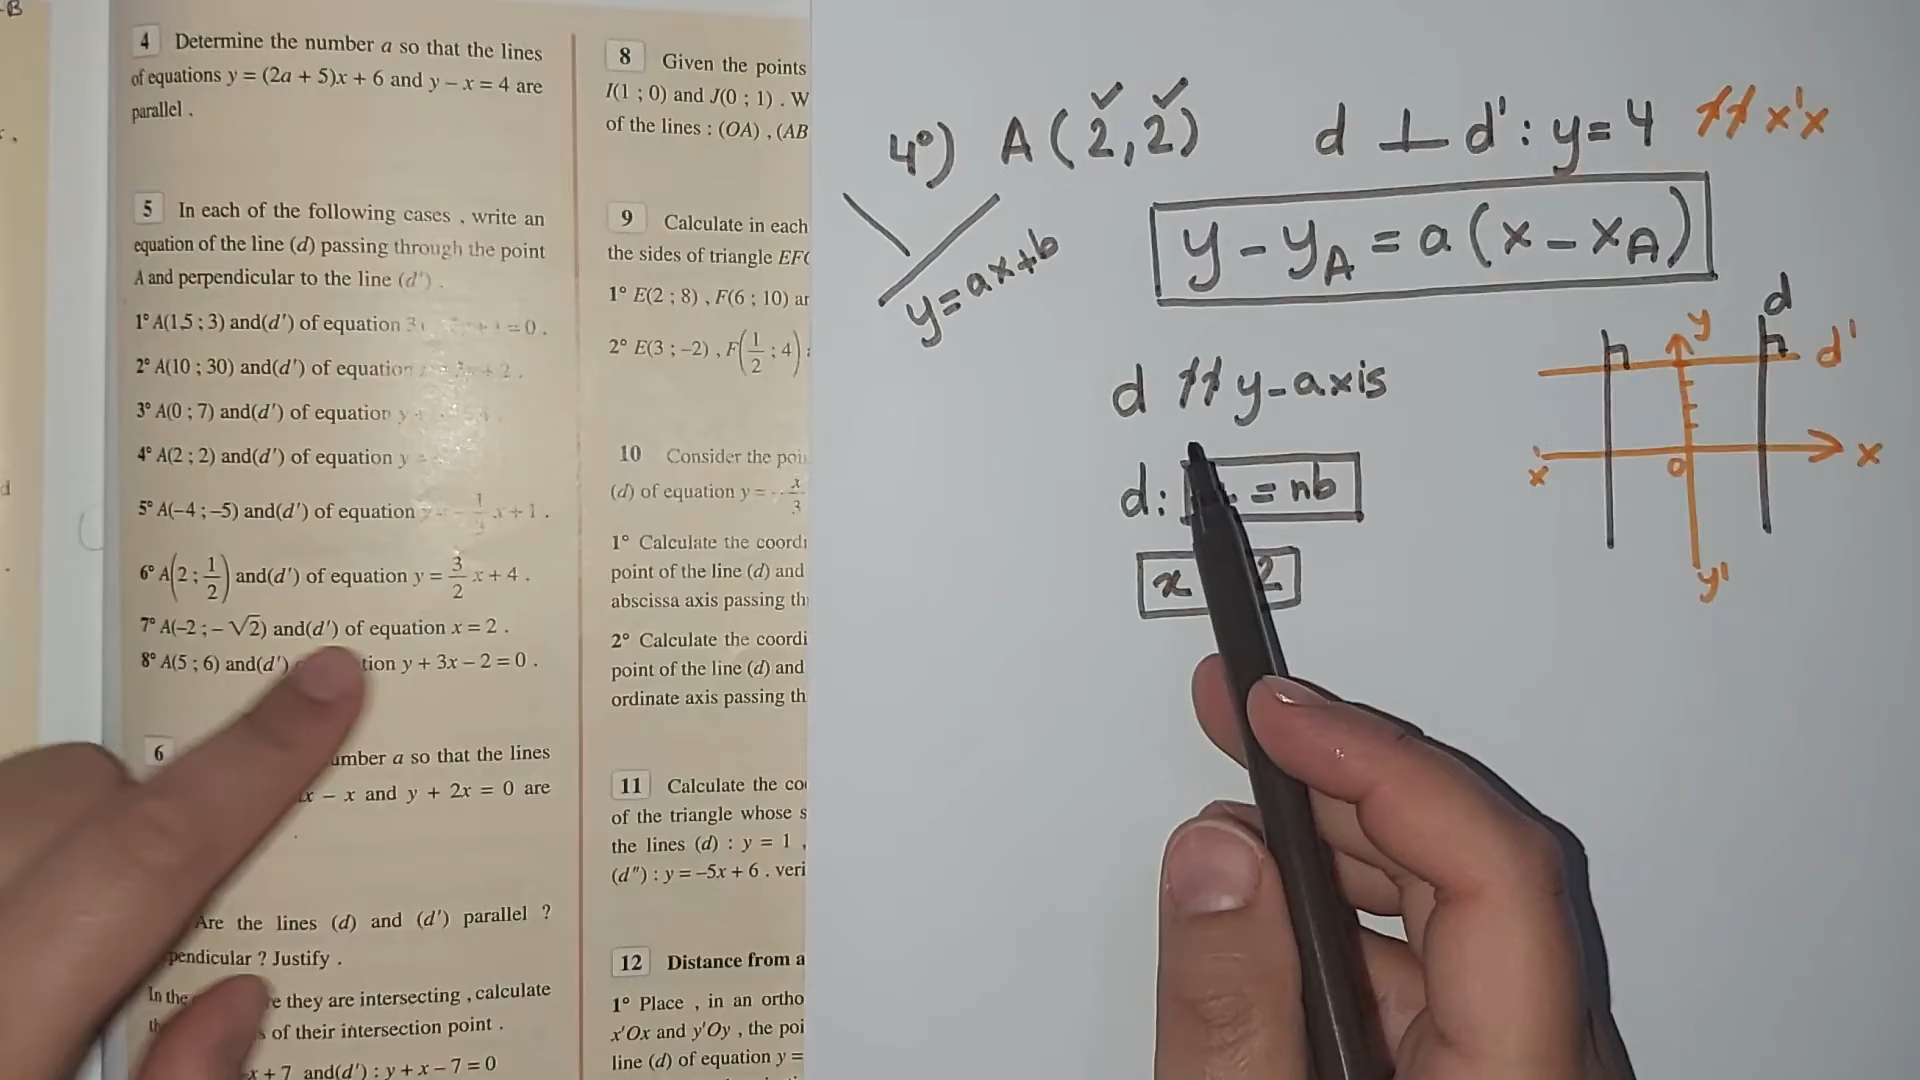 B
4 Determine the number a so that the lines
of equations y = (2a + 5)x + 6 and y – x = 4 are
parallel .
5 In each of the following cases , write an
equation of the line (d) passing through the point
A and perpendicular to the line (d') .
1° A(1,5 ; 3) and(d') of equation 3 = 0 .
2° A(10 ; 30) and(d') of equation 2 .
3° A(0 ; 7) and(d') of equation y
4° A(2 ; 2) and(d') of equation y =
5° A(–4 ; –5) and(d') of equation x + 1 .
6° A(2 ; 1/2) and(d') of equation y = 3/2 x + 4 .
7° A(–2 ; – √2) and(d') of equation x = 2 .
8° A(5 ; 6) and(d') tion y + 3x – 2 = 0 .
6 umber a so that the lines
x – x and y + 2x = 0 are
Are the lines (d) and (d') parallel ?
pendicular ? Justify .
In the e they are intersecting , calculate
s of their intersection point .
x + 7 and(d') : y + x – 7 = 0
8 Given the points
I(1 ; 0) and J(0 ; 1) . W
of the lines : (OA) , (AB
9 Calculate in each
the sides of triangle EFG
1° E(2 ; 8) , F(6 ; 10) an
2° E(3 ; –2) , F(1/2 ; 4)
10 Consider the poi
(d) of equation y = – x/3
1° Calculate the coordi
point of the line (d) and
abscissa axis passing th
2° Calculate the coordi
point of the line (d) and
ordinate axis passing th
11 Calculate the co
of the triangle whose s
the lines (d) : y = 1 ,
(d") : y = –5x + 6 . veri
12 Distance from a
1° Place , in an ortho
x'Ox and y'Oy , the poi
line (d) of equation y =
4°) A(2,2) d ⊥ d' : y = 4 // x'x
y = ax+b
y – yA = a(x – xA)
d // y-axis
d: = nb
x 2
d
y
d'
x' o x
y'